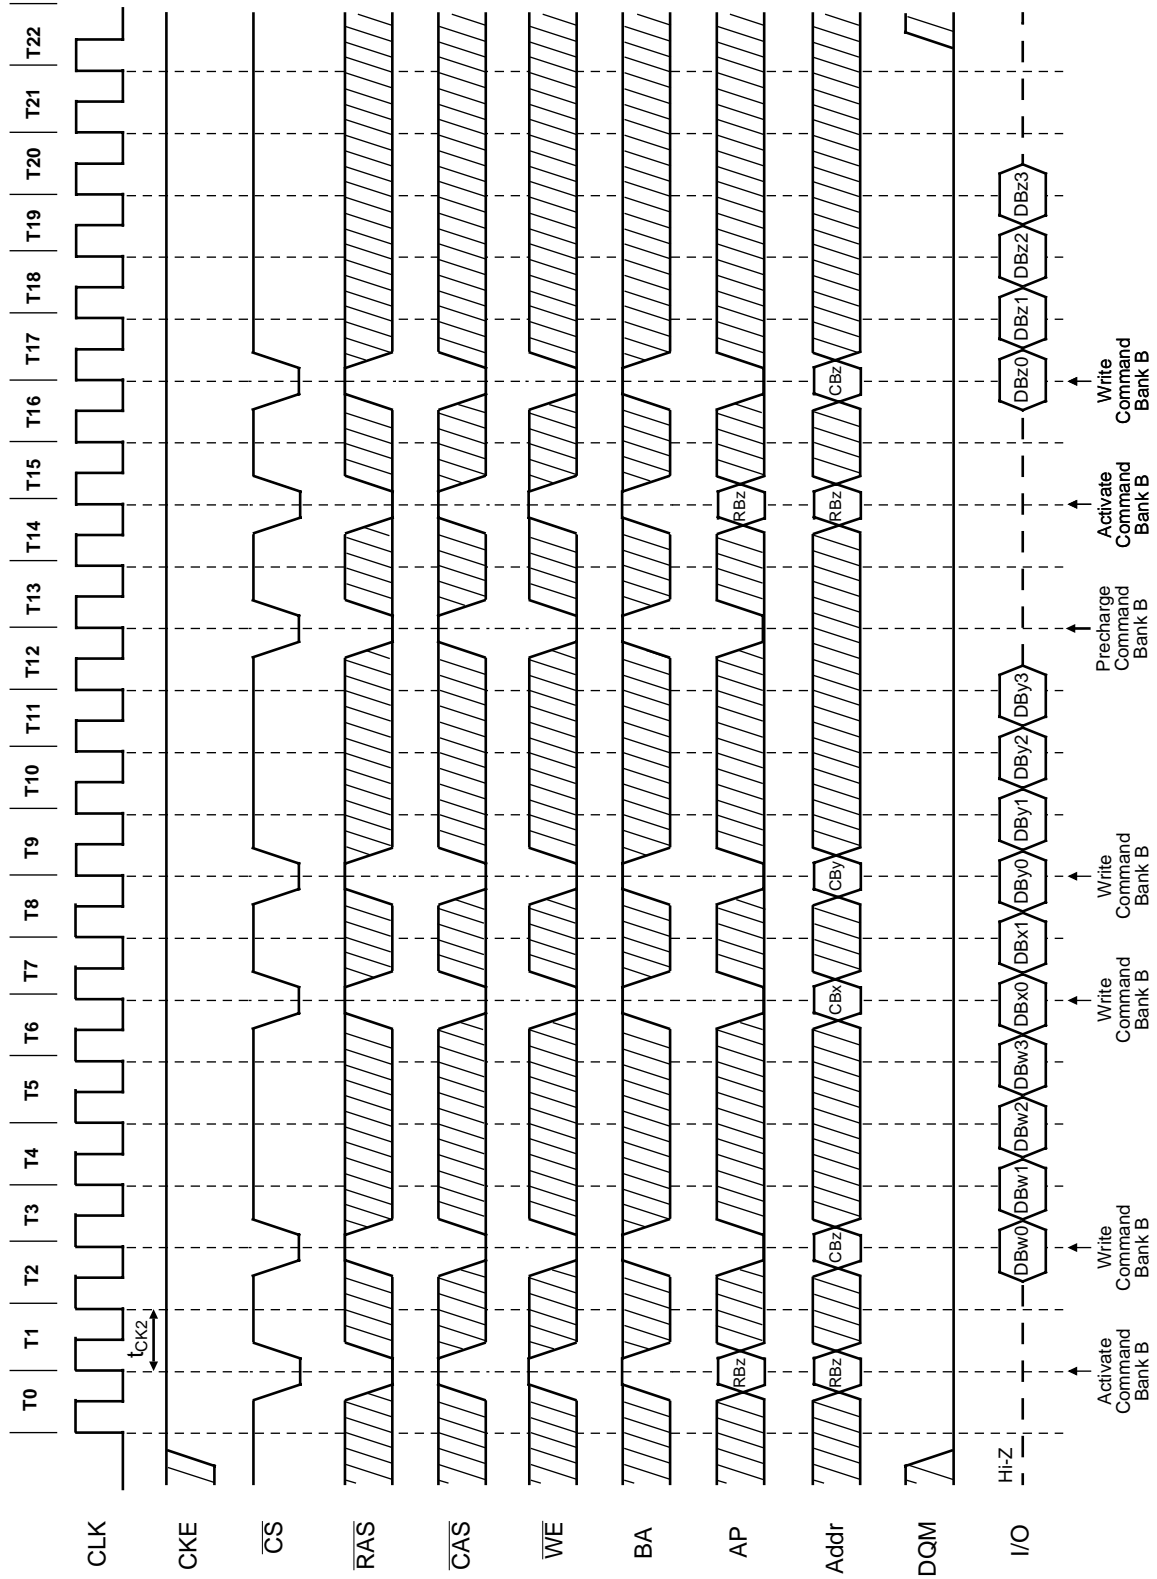 T0 T1 T2 T3 T4 T5 T6 T7 T8 T9 T10 T11 T12 T13 T14 T15 T16 T17 T18 T19 T20 T21 T22
CLK
tCK2
CKE
CS
RAS
CAS
WE
BA
AP
RBz RBz
Addr
RBz CBz CBx CBy RBz CBz
DQM
I/O
Hi-Z
DBw0 DBw1 DBw2 DBw3 DBx0 DBx1 DBy0 DBy1 DBy2 DBy3 DBz0 DBz1 DBz2 DBz3
Activate
Command
Bank B
Write
Command
Bank B
Write
Command
Bank B
Write
Command
Bank B
Precharge
Command
Bank B
Activate
Command
Bank B
Write
Command
Bank B